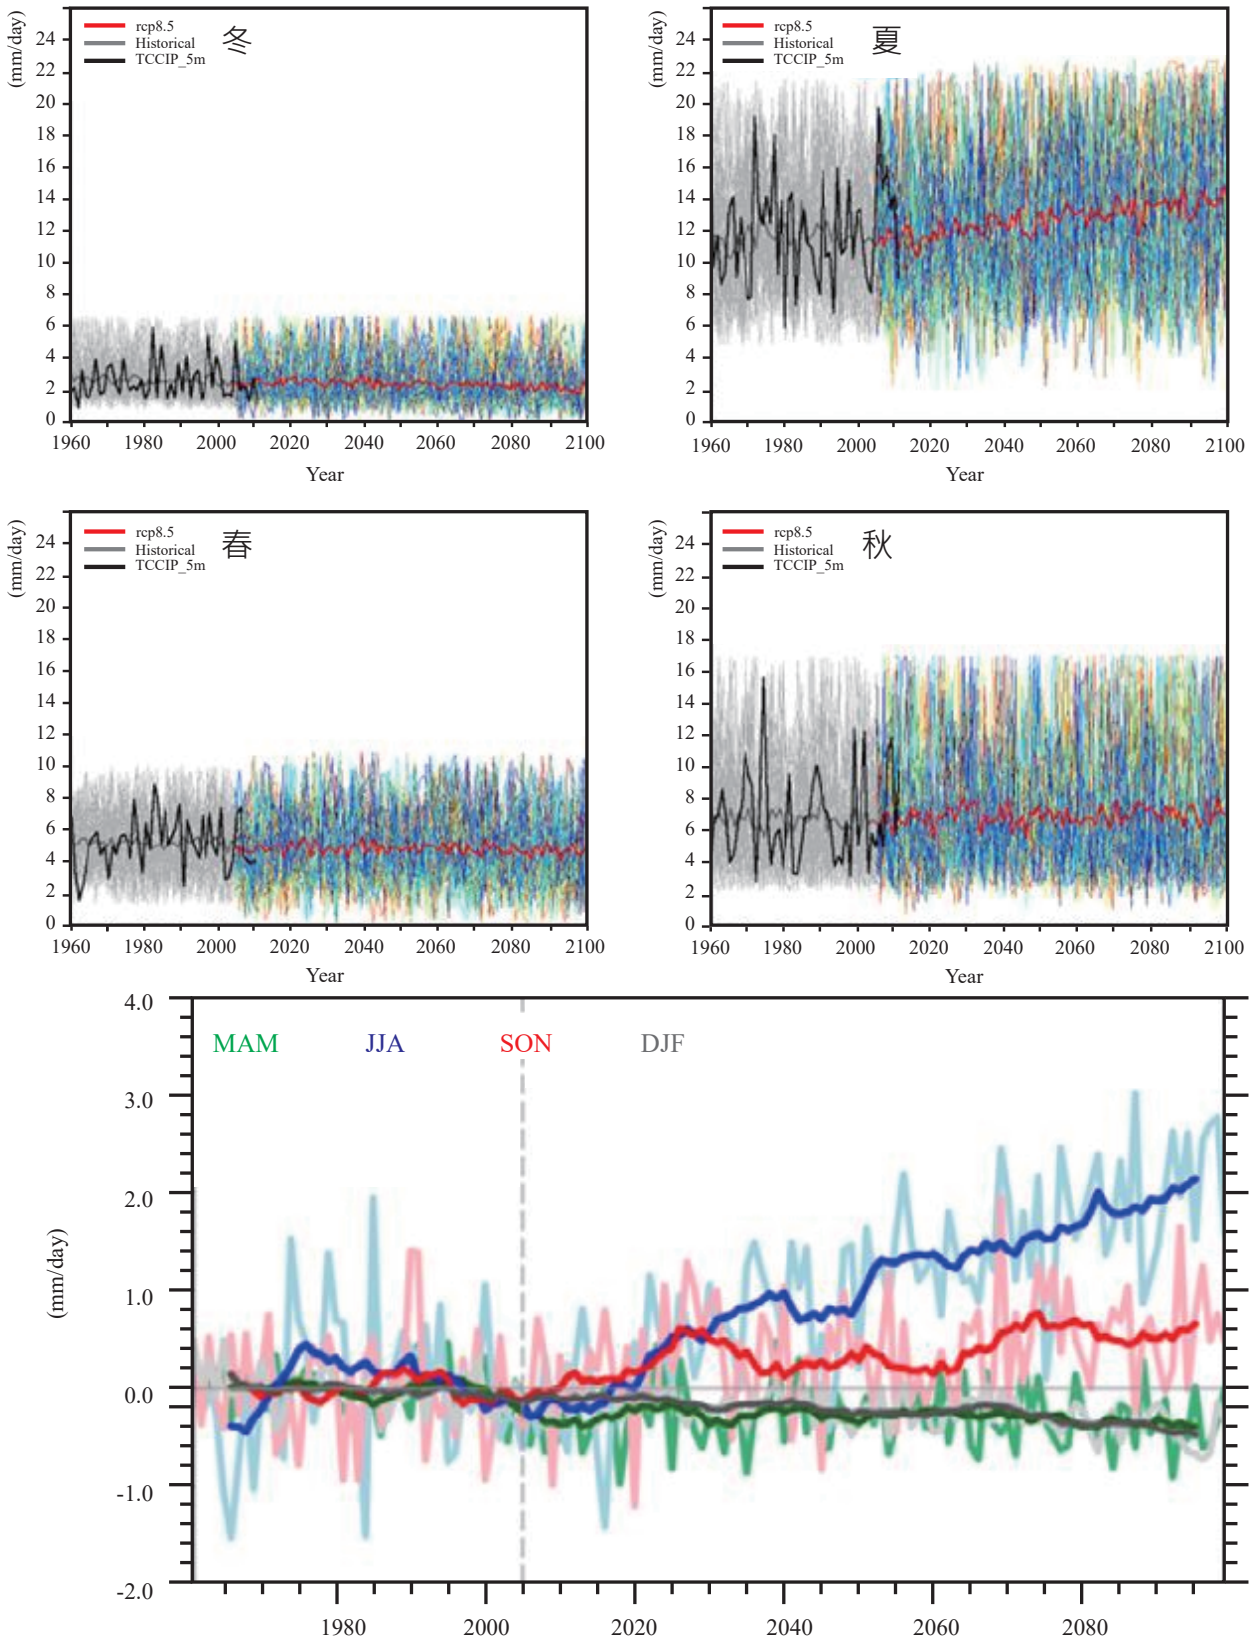 (mm/day)
rcp8.5
Historical
TCCIP_5m
冬
24
22
20
18
16
14
12
10
8
6
4
2
0
1960 1980 2000 2020 2040 2060 2080 2100
Year
(mm/day)
rcp8.5
Historical
TCCIP_5m
夏
24
22
20
18
16
14
12
10
8
6
4
2
0
1960 1980 2000 2020 2040 2060 2080 2100
Year
(mm/day)
rcp8.5
Historical
TCCIP_5m
春
24
22
20
18
16
14
12
10
8
6
4
2
0
1960 1980 2000 2020 2040 2060 2080 2100
Year
(mm/day)
rcp8.5
Historical
TCCIP_5m
秋
24
22
20
18
16
14
12
10
8
6
4
2
0
1960 1980 2000 2020 2040 2060 2080 2100
Year
(mm/day)
MAM JJA SON DJF
4.0
3.0
2.0
1.0
0.0
-1.0
-2.0
1980 2000 2020 2040 2060 2080